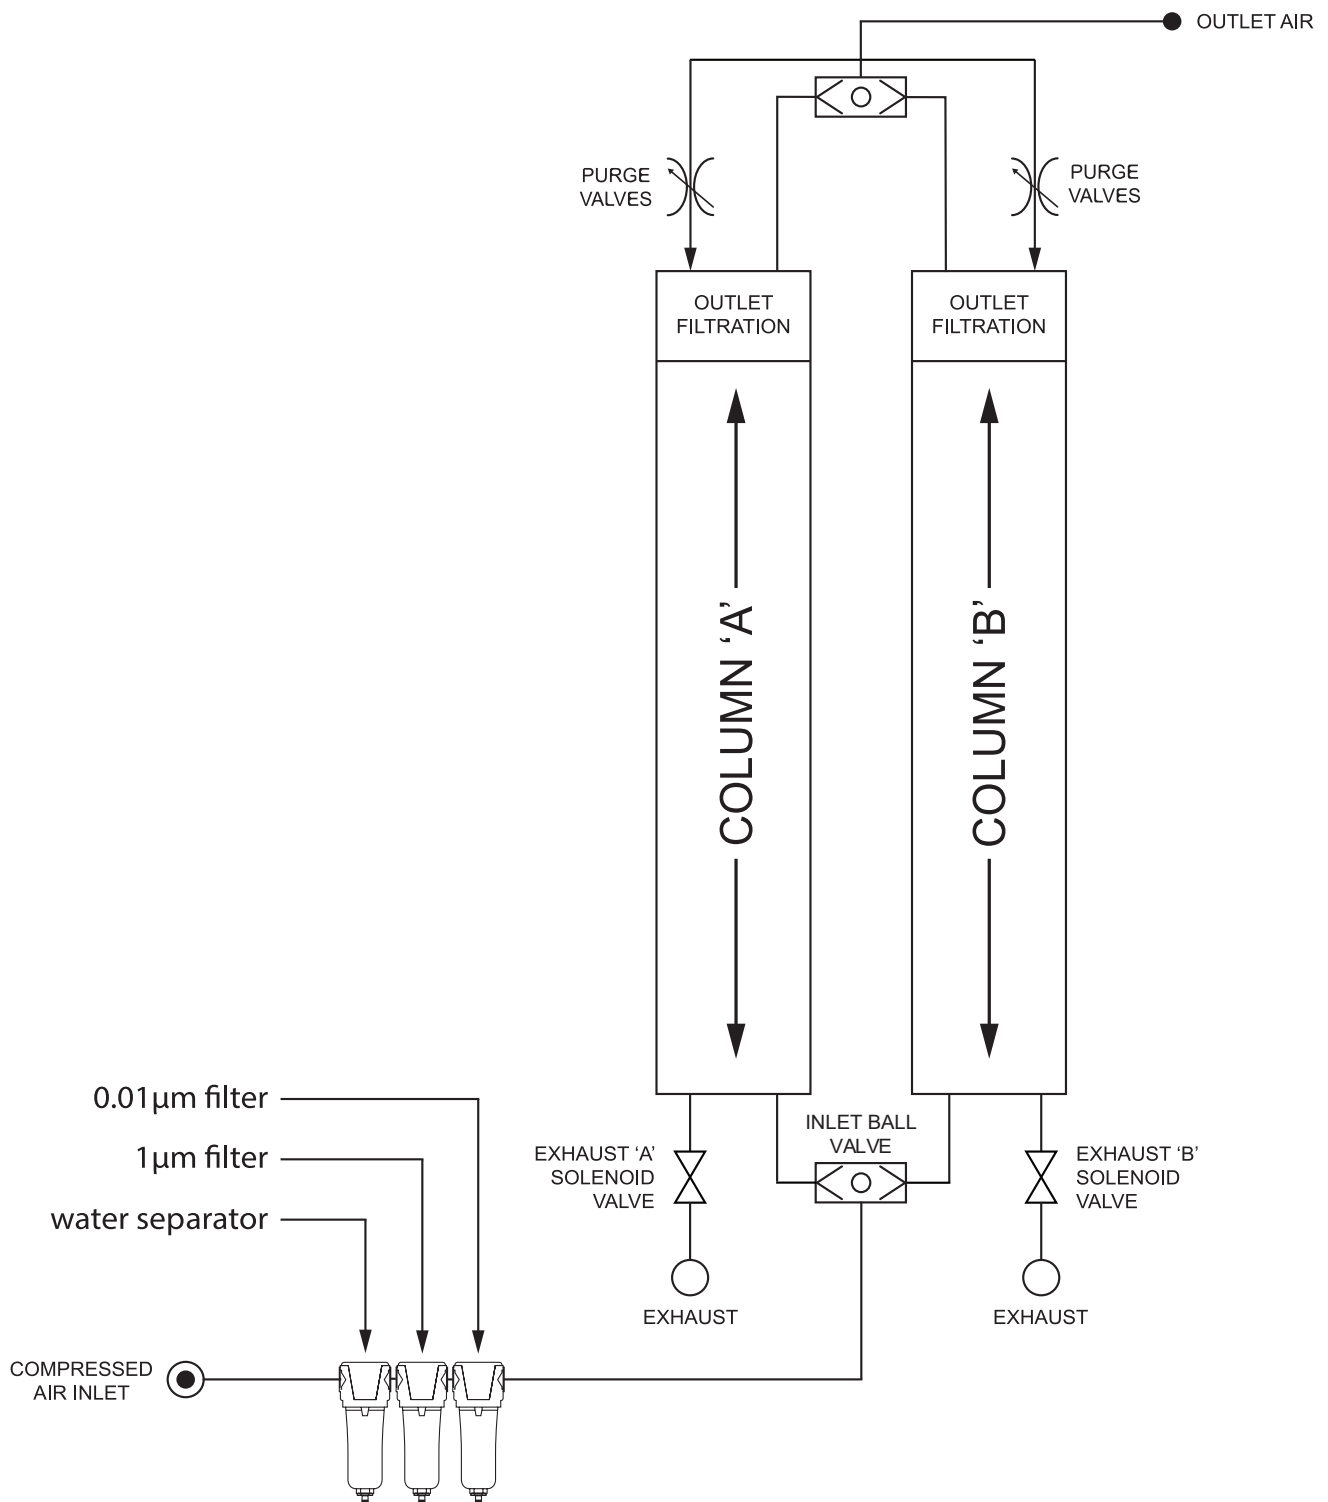 OUTLET AIR
PURGE
VALVES
PURGE
VALVES
OUTLET
FILTRATION
OUTLET
FILTRATION
COLUMN ‘A’
COLUMN ‘B’
0.01µm filter
1µm filter
water separator
INLET BALL
VALVE
EXHAUST ‘A’
SOLENOID
VALVE
EXHAUST ‘B’
SOLENOID
VALVE
EXHAUST
EXHAUST
COMPRESSED
AIR INLET